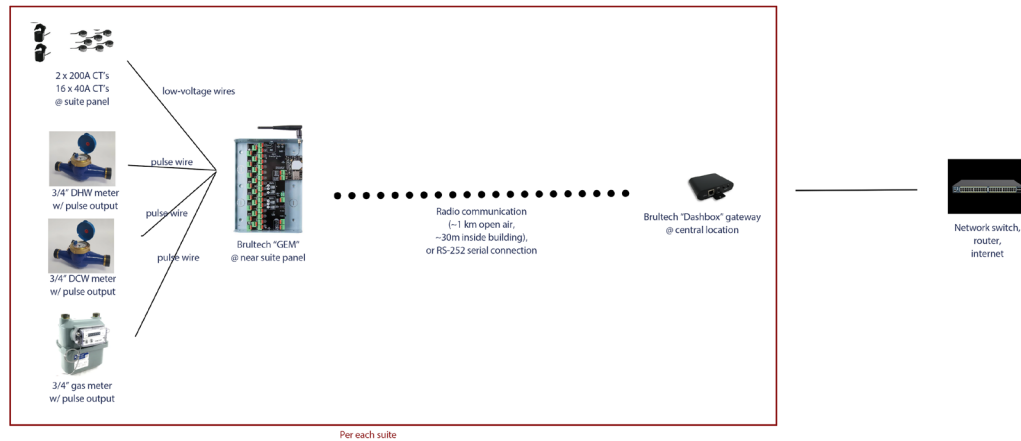 2 x 200A CT's
16 x 40A CT's
@ suite panel
low-voltage wires
3/4" DHW meter
w/ pulse output
pulse wire
3/4" DCW meter
w/ pulse output
pulse wire
pulse wire
3/4" gas meter
w/ pulse output
Brultech "GEM"
@ near suite panel
Radio communication
(~1 km open air,
~30m inside building),
or RS-252 serial connection
Brultech "Dashbox" gateway
@ central location
Network switch,
router,
internet
Per each suite